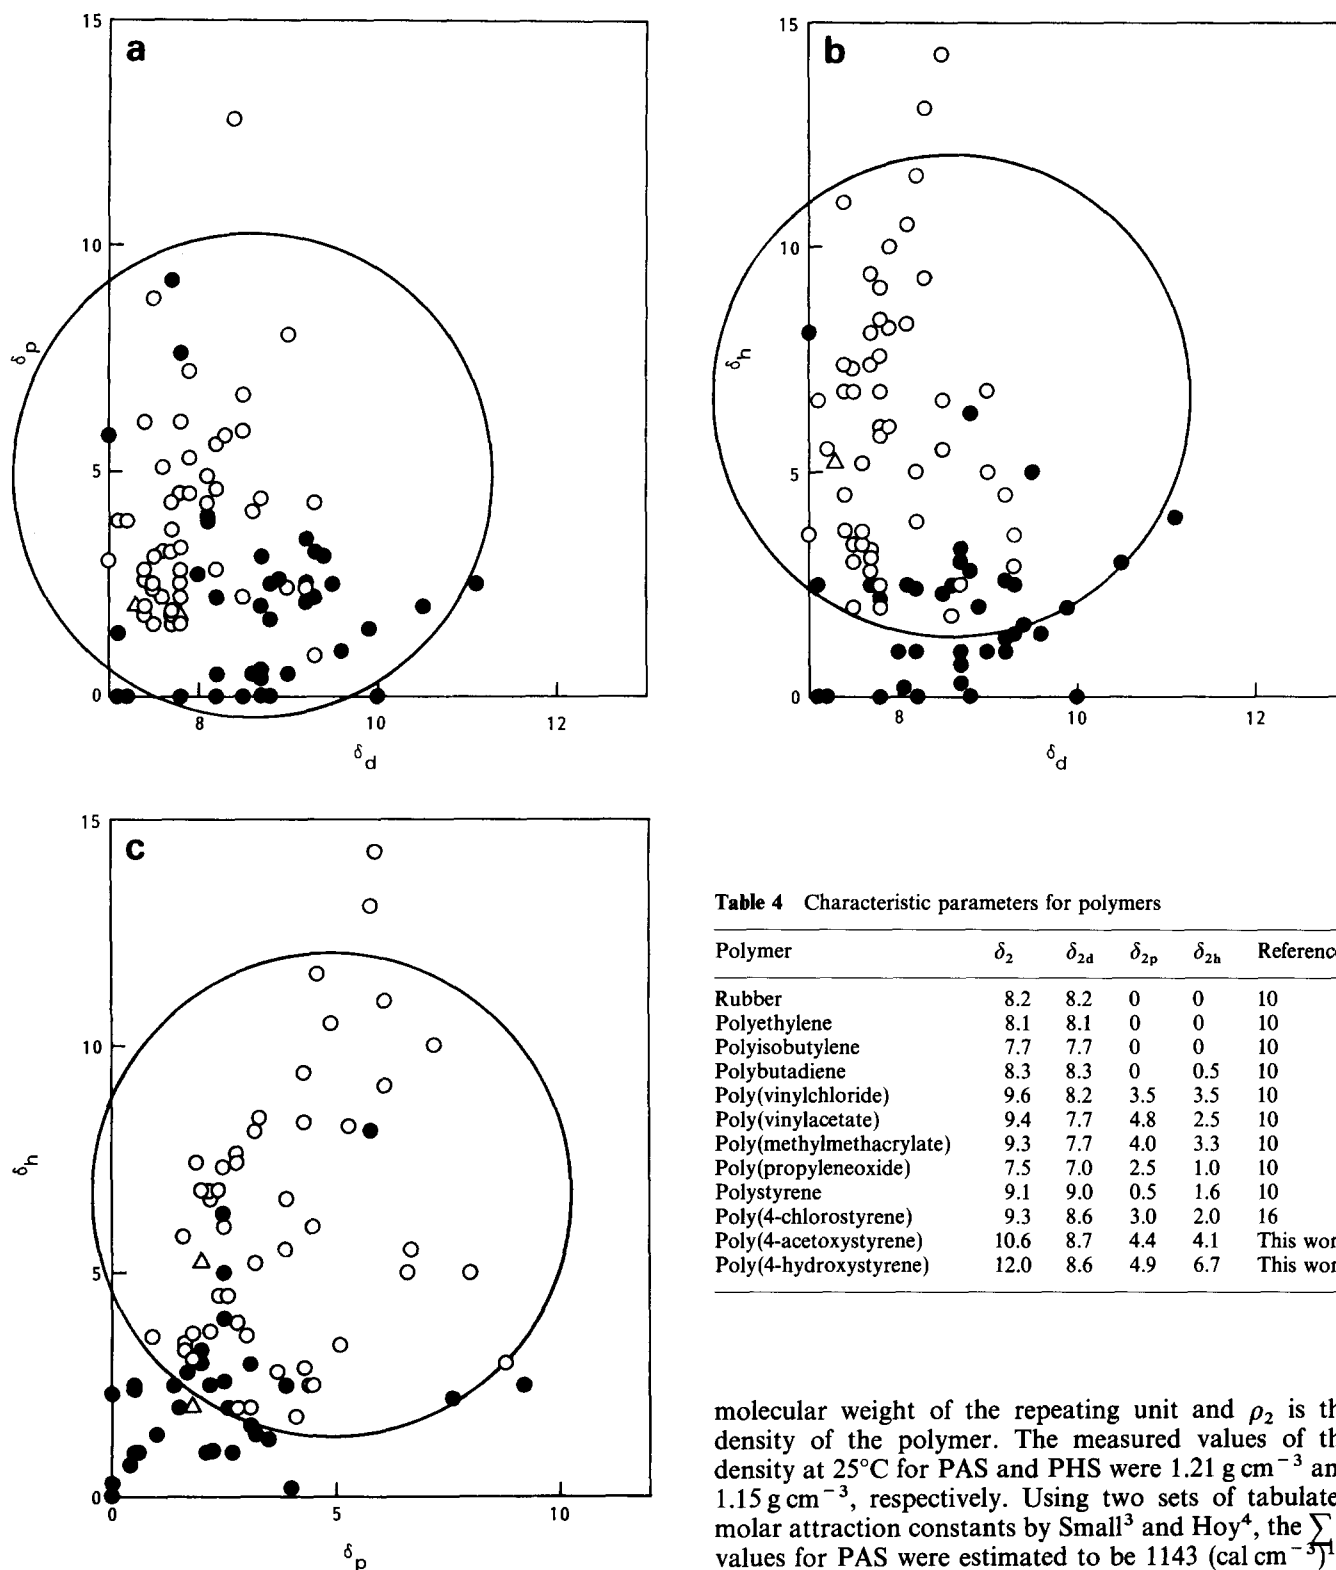 a
15
10
5
0
8
10
12
δp
δd
b
15
10
5
0
8
10
12
δh
δd
c
15
10
5
0
0
5
10
δh
δp
Table 4 Characteristic parameters for polymers
Polymer δ₂ δ₂d δ₂p δ₂h Reference
Rubber 8.2 8.2 0 0 10
Polyethylene 8.1 8.1 0 0 10
Polyisobutylene 7.7 7.7 0 0 10
Polybutadiene 8.3 8.3 0 0.5 10
Poly(vinylchloride) 9.6 8.2 3.5 3.5 10
Poly(vinylacetate) 9.4 7.7 4.8 2.5 10
Poly(methylmethacrylate) 9.3 7.7 4.0 3.3 10
Poly(propyleneoxide) 7.5 7.0 2.5 1.0 10
Polystyrene 9.1 9.0 0.5 1.6 10
Poly(4-chlorostyrene) 9.3 8.6 3.0 2.0 16
Poly(4-acetoxystyrene) 10.6 8.7 4.4 4.1 This wor
Poly(4-hydroxystyrene) 12.0 8.6 4.9 6.7 This wor
molecular weight of the repeating unit and ρ₂ is th
density of the polymer. The measured values of th
density at 25°C for PAS and PHS were 1.21 g cm⁻³ an
1.15 g cm⁻³, respectively. Using two sets of tabulate
molar attraction constants by Small³ and Hoy⁴, the ∑
values for PAS were estimated to be 1143 (cal cm⁻³)¹